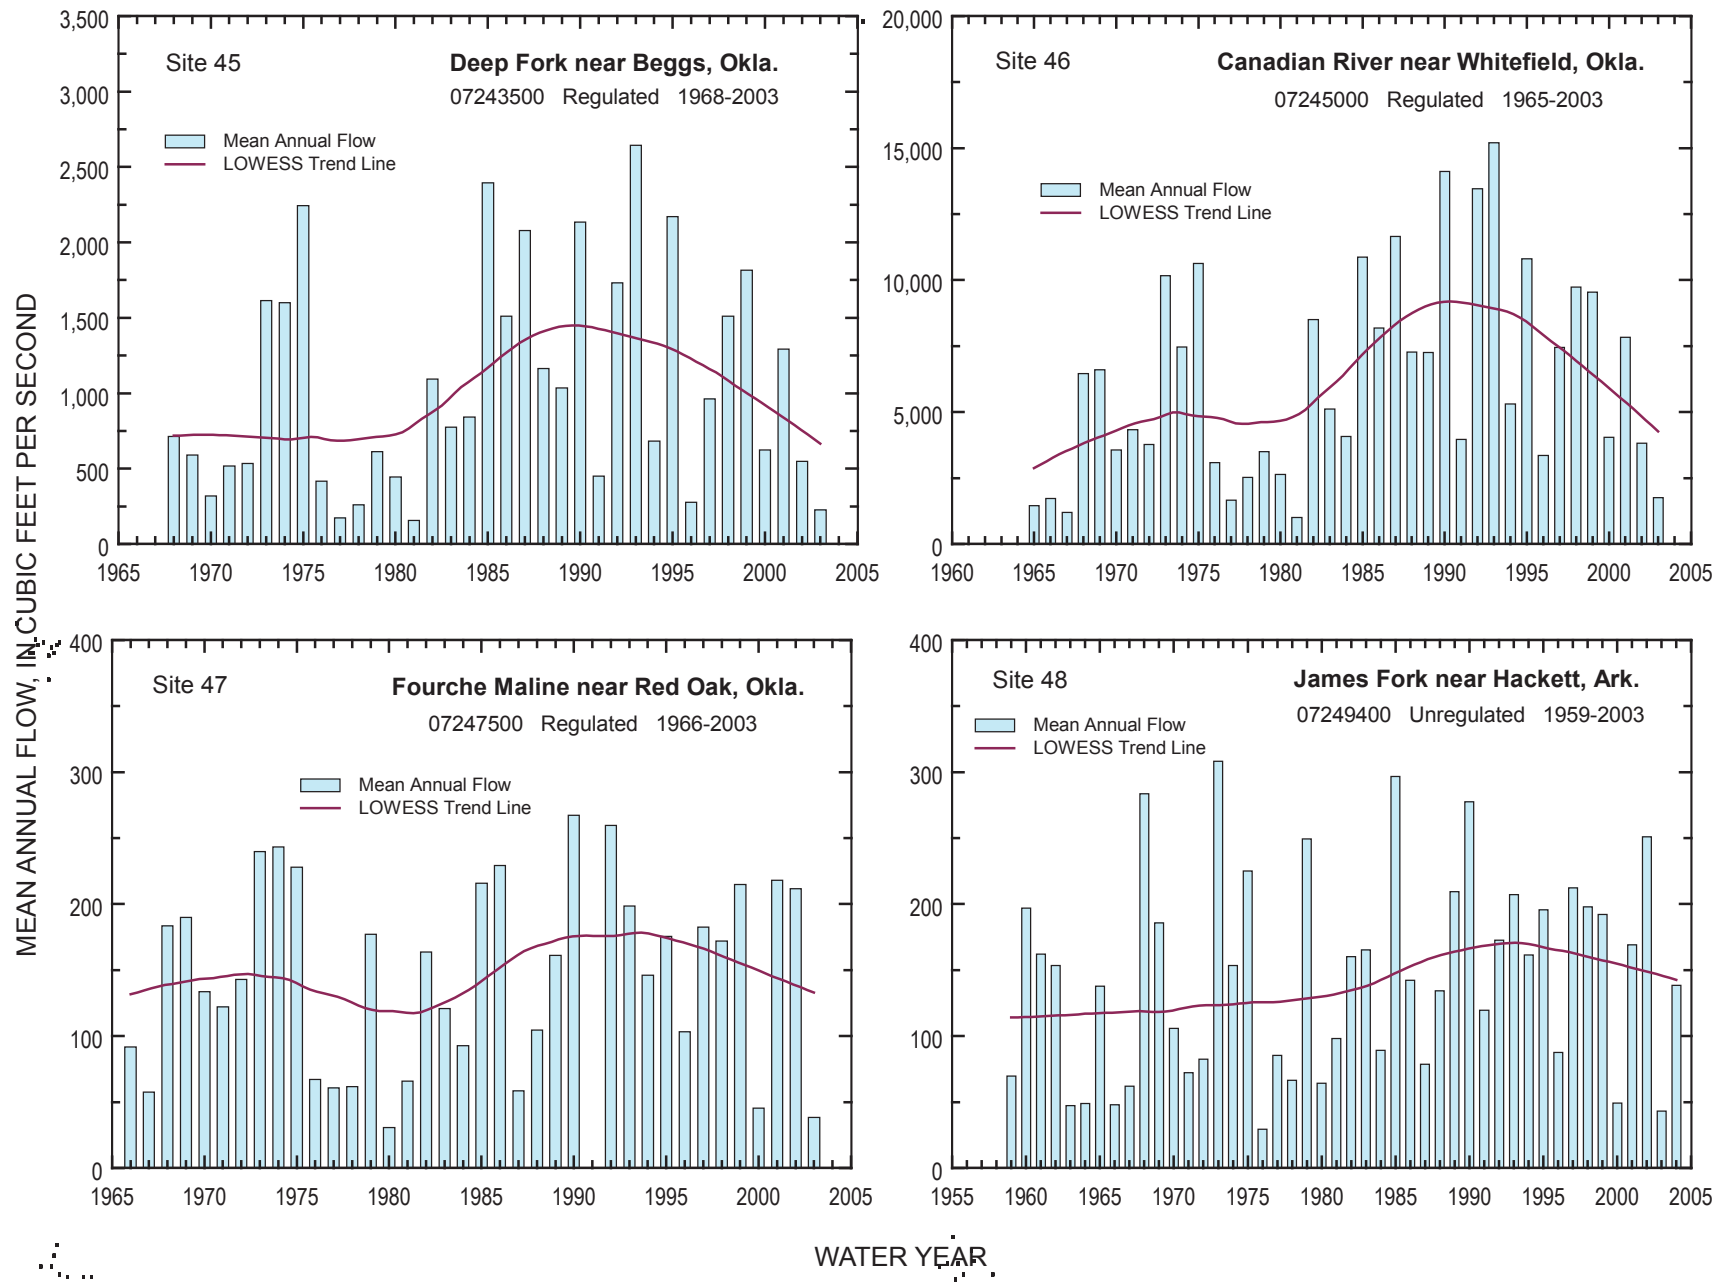 MEAN ANNUAL FLOW, IN CUBIC FEET PER SECOND
Site 45
Deep Fork near Beggs, Okla.
07243500 Regulated 1968-2003
Mean Annual Flow
LOWESS Trend Line
3,500
3,000
2,500
2,000
1,500
1,000
500
0
1965 1970 1975 1980 1985 1990 1995 2000 2005
Site 46
Canadian River near Whitefield, Okla.
07245000 Regulated 1965-2003
Mean Annual Flow
LOWESS Trend Line
20,000
15,000
10,000
5,000
0
1960 1965 1970 1975 1980 1985 1990 1995 2000 2005
Site 47
Fourche Maline near Red Oak, Okla.
07247500 Regulated 1966-2003
Mean Annual Flow
LOWESS Trend Line
400
300
200
100
0
1965 1970 1975 1980 1985 1990 1995 2000 2005
Site 48
James Fork near Hackett, Ark.
07249400 Unregulated 1959-2003
Mean Annual Flow
LOWESS Trend Line
400
300
200
100
0
1955 1960 1965 1970 1975 1980 1985 1990 1995 2000 2005
WATER YEAR